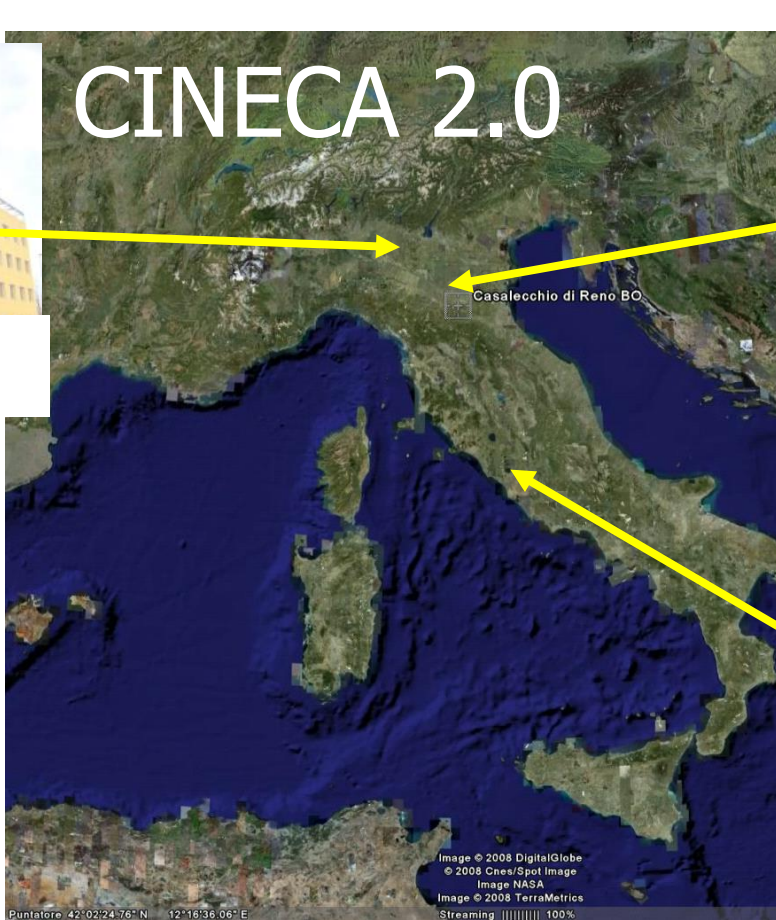 CINECA 2.0
Casalecchio di Reno BO
Image © 2008 DigitalGlobe
© 2008 Cnes/Spot Image
Image NASA
Image © 2008 TerraMetrics
Puntatore 42°02'24.76" N 12°16'36.06" E Streaming |||||||||| 100%